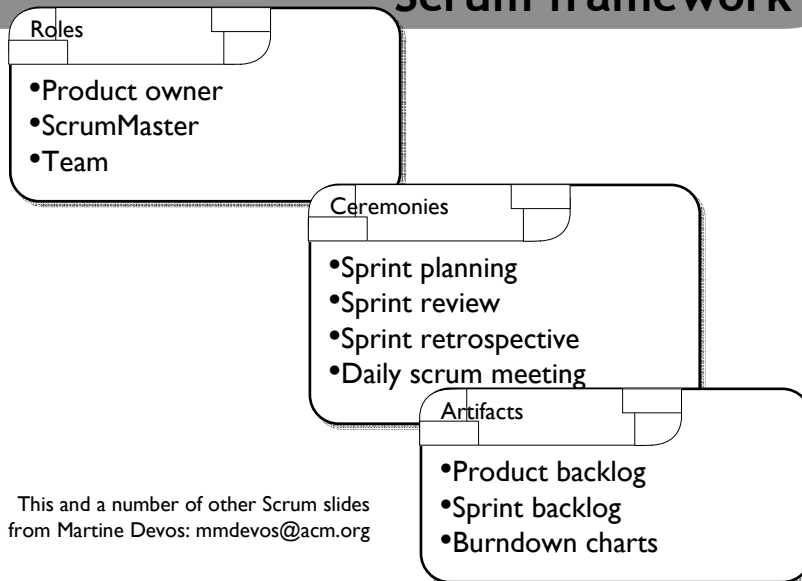 Scrum framework
Roles
•Product owner
•ScrumMaster
•Team
Ceremonies
•Sprint planning
•Sprint review
•Sprint retrospective
•Daily scrum meeting
Artifacts
•Product backlog
•Sprint backlog
•Burndown charts
This and a number of other Scrum slides
from Martine Devos: mmdevos@acm.org